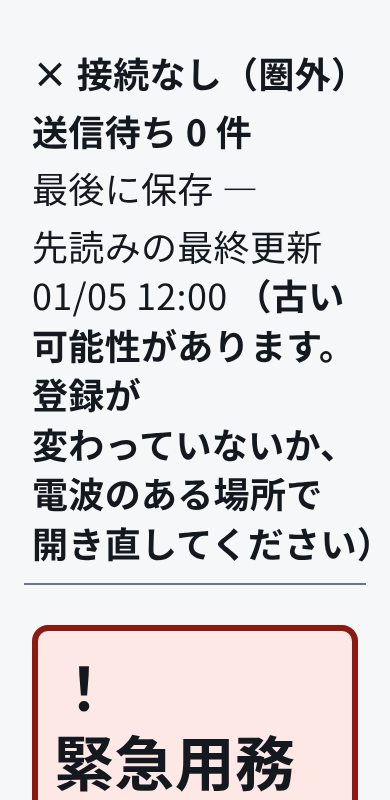 × 接続なし（圏外）
送信待ち 0 件
最後に保存 —
先読みの最終更新
01/05 12:00 （古い
可能性があります。
登録が
変わっていないか、
電波のある場所で
開き直してください）
！
緊急用務